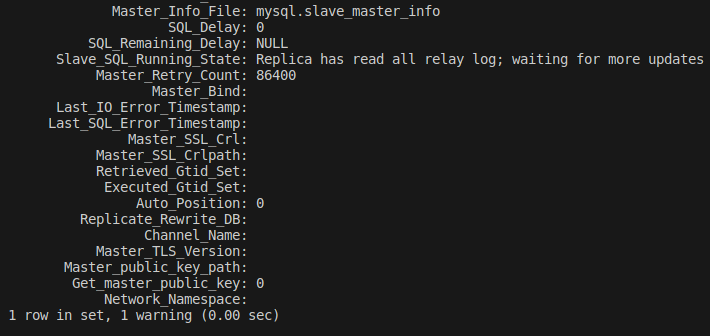 Master_Info_File: mysql.slave_master_info
SQL_Delay: 0
SQL_Remaining_Delay: NULL
Slave_SQL_Running_State: Replica has read all relay log; waiting for more updates
Master_Retry_Count: 86400
Master_Bind:
Last_IO_Error_Timestamp:
Last_SQL_Error_Timestamp:
Master_SSL_Crl:
Master_SSL_Crlpath:
Retrieved_Gtid_Set:
Executed_Gtid_Set:
Auto_Position: 0
Replicate_Rewrite_DB:
Channel_Name:
Master_TLS_Version:
Master_public_key_path:
Get_master_public_key: 0
Network_Namespace:
1 row in set, 1 warning (0.00 sec)